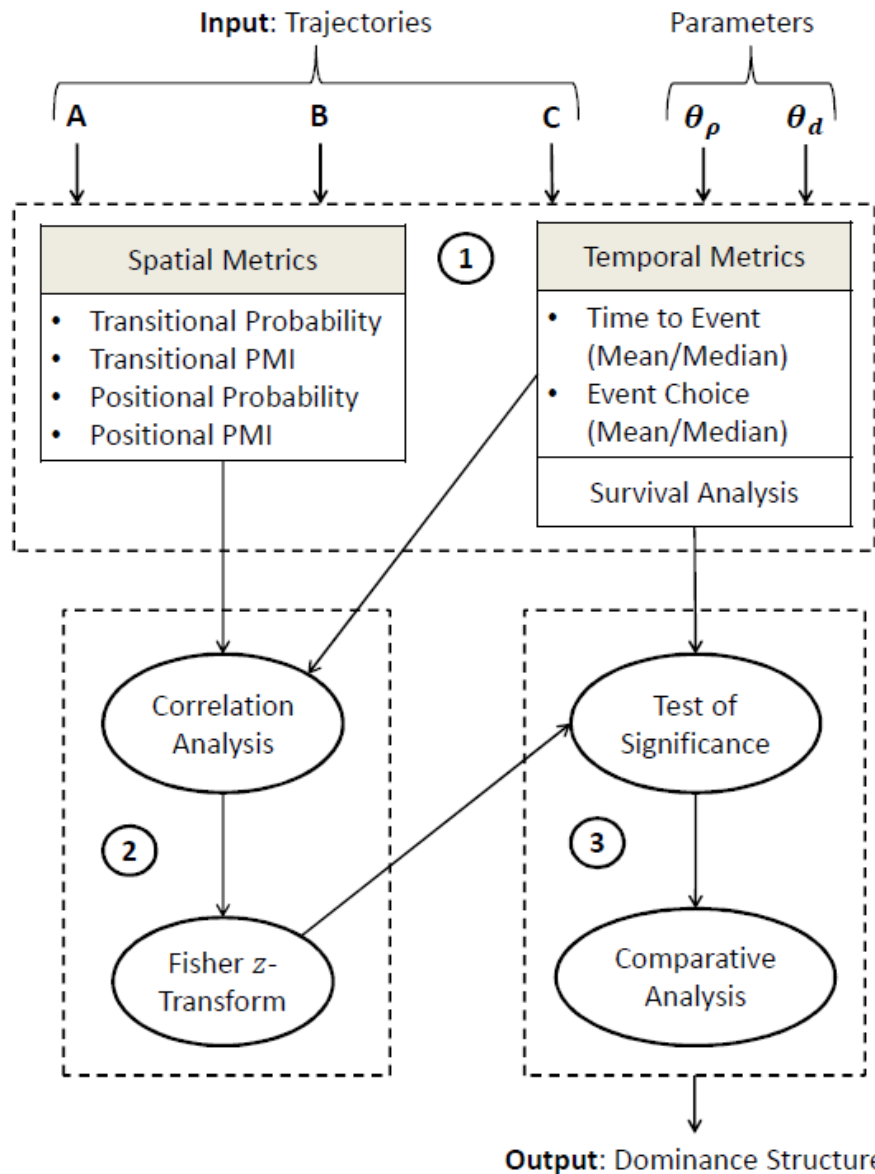 Input: Trajectories
Parameters
A
B
C
θρ
θd
Spatial Metrics
• Transitional Probability
• Transitional PMI
• Positional Probability
• Positional PMI
1
Temporal Metrics
• Time to Event
(Mean/Median)
• Event Choice
(Mean/Median)
Survival Analysis
Correlation
Analysis
2
Fisher z-
Transform
Test of
Significance
3
Comparative
Analysis
Output: Dominance Structure